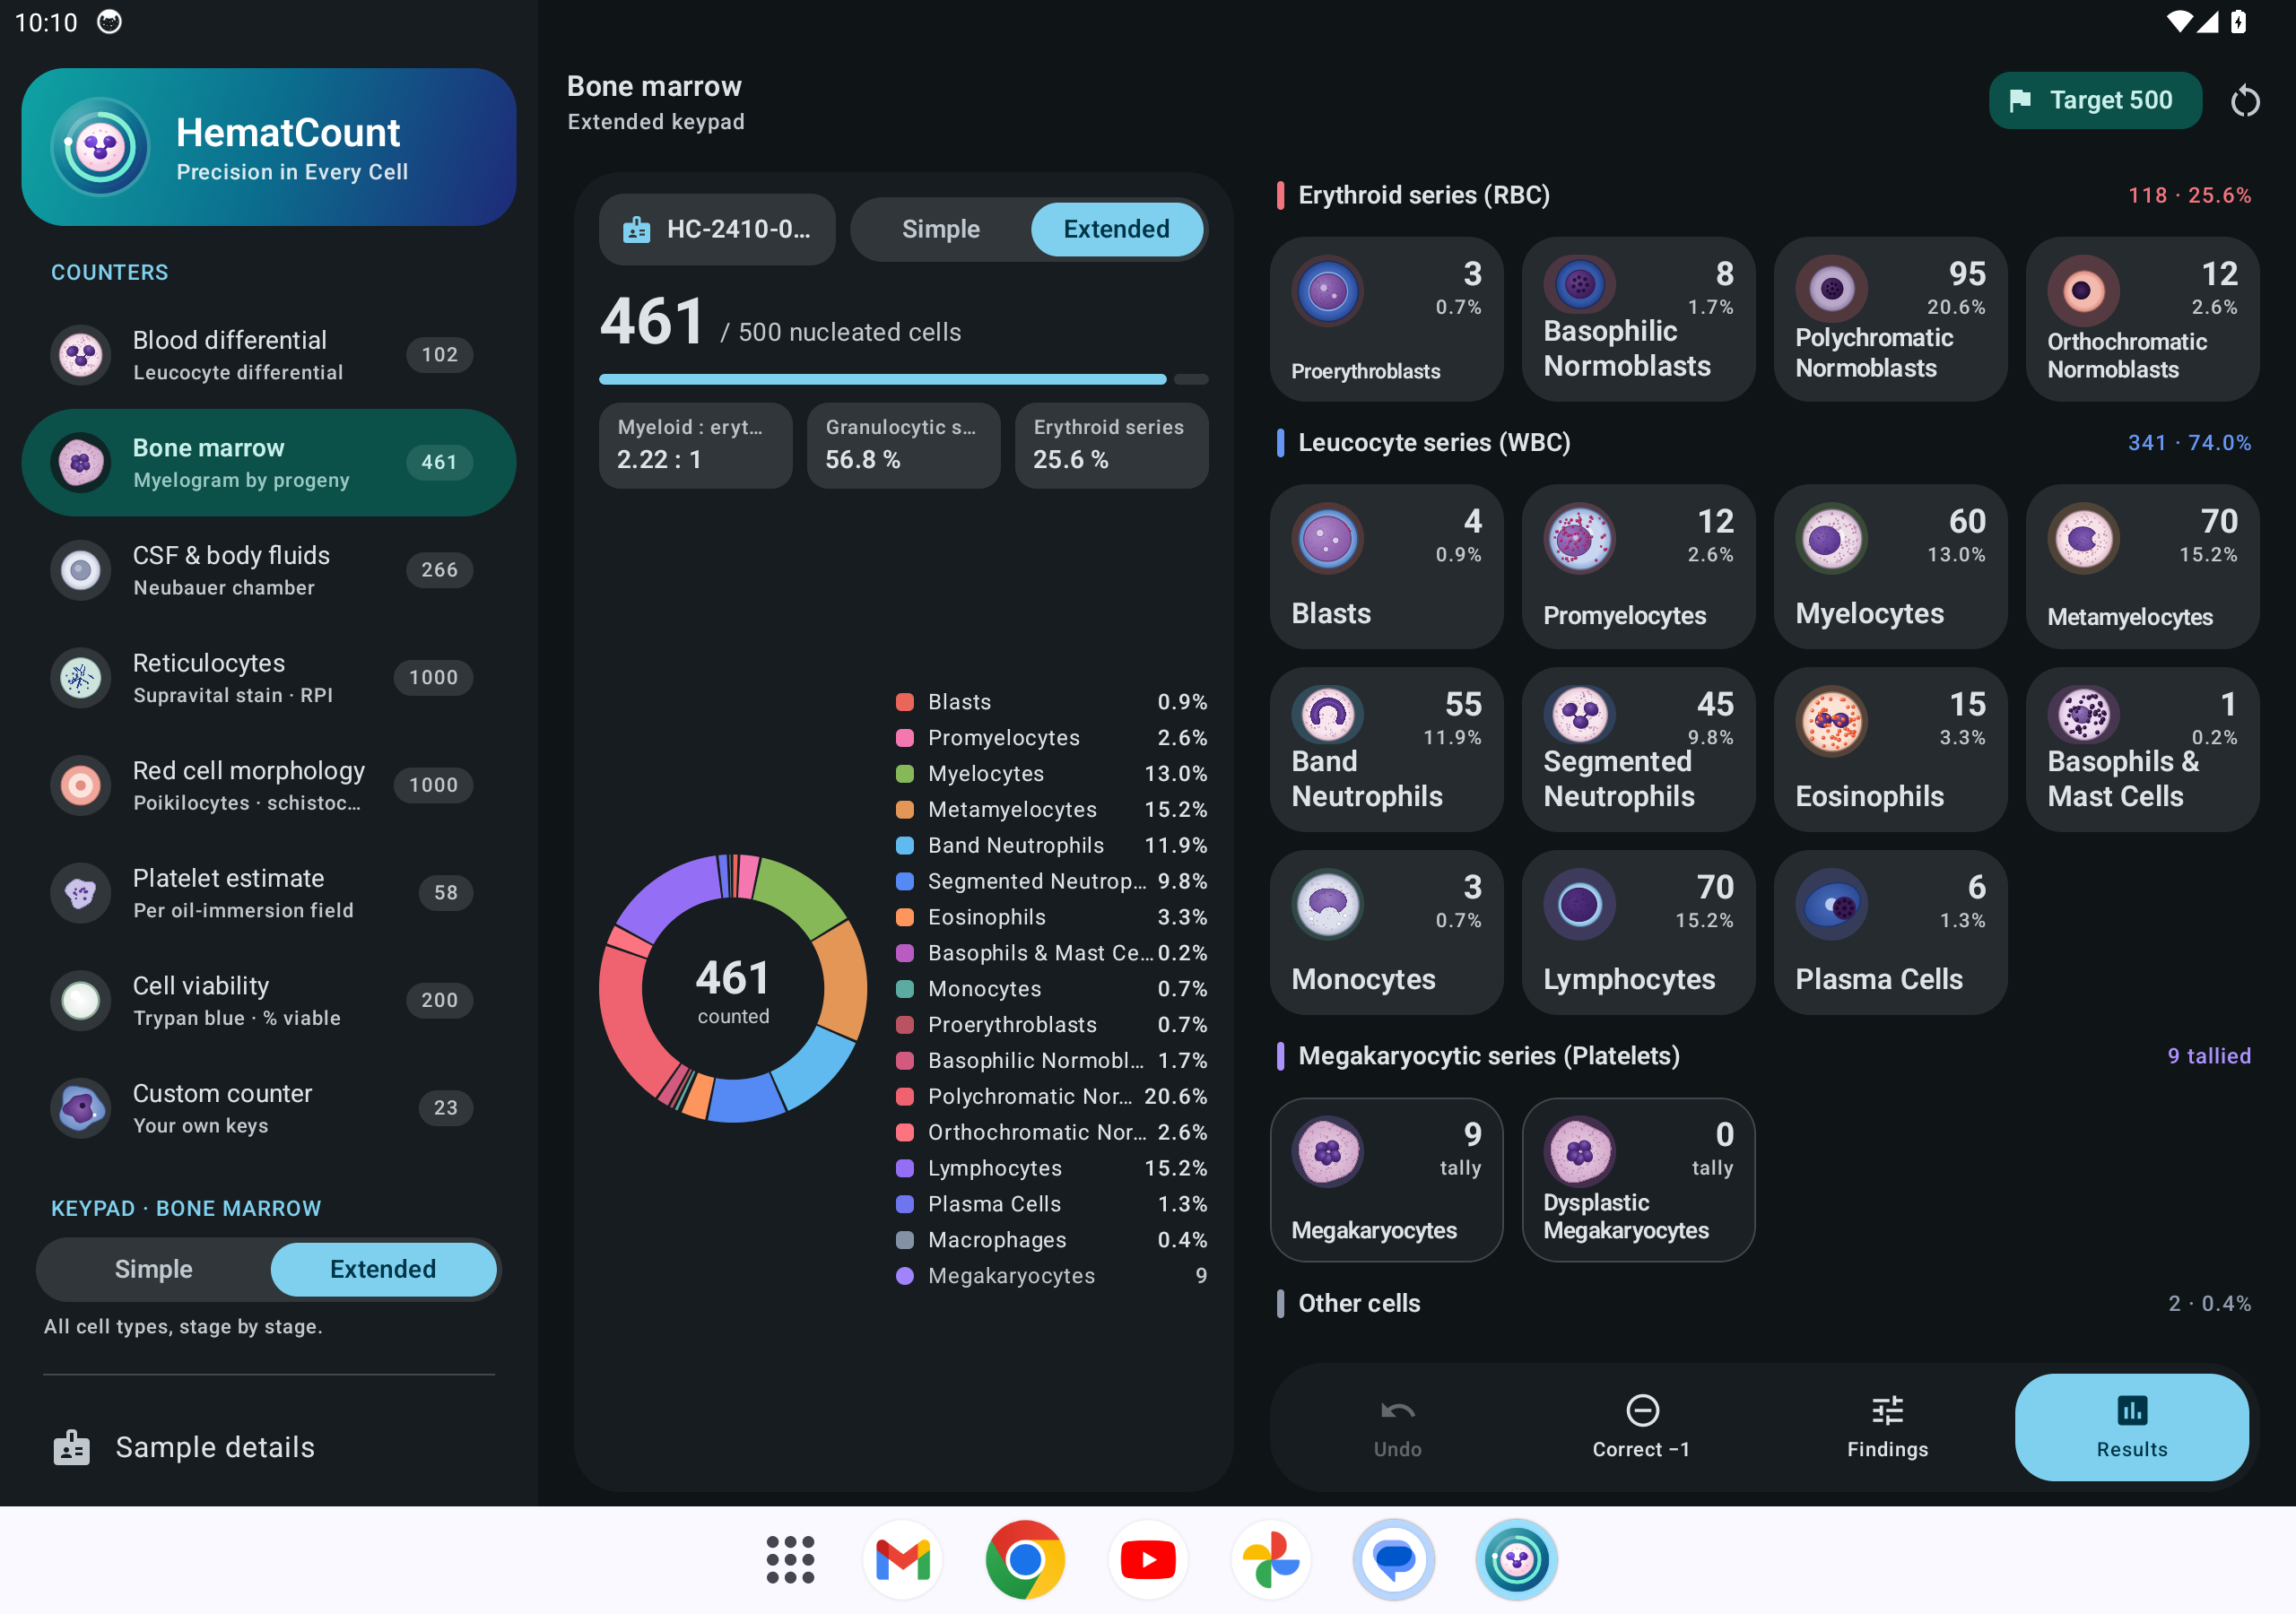 10:10
HematCount
Precision in Every Cell
COUNTERS
Blood differential
Leucocyte differential
102
Bone marrow
Myelogram by progeny
461
CSF & body fluids
Neubauer chamber
266
Reticulocytes
Supravital stain · RPI
1000
Red cell morphology
Poikilocytes · schistoc...
1000
Platelet estimate
Per oil-immersion field
58
Cell viability
Trypan blue · % viable
200
Custom counter
Your own keys
23
KEYPAD · BONE MARROW
Simple
Extended
All cell types, stage by stage.
Sample details
Bone marrow
Extended keypad
Target 500
HC-2410-0...
Simple
Extended
461 / 500 nucleated cells
Myeloid : eryt...
2.22 : 1
Granulocytic s...
56.8 %
Erythroid series
25.6 %
461
counted
Blasts 0.9%
Promyelocytes 2.6%
Myelocytes 13.0%
Metamyelocytes 15.2%
Band Neutrophils 11.9%
Segmented Neutrop... 9.8%
Eosinophils 3.3%
Basophils & Mast Ce... 0.2%
Monocytes 0.7%
Proerythroblasts 0.7%
Basophilic Normobl... 1.7%
Polychromatic Nor... 20.6%
Orthochromatic Nor... 2.6%
Lymphocytes 15.2%
Plasma Cells 1.3%
Macrophages 0.4%
Megakaryocytes 9
Erythroid series (RBC)
118 · 25.6%
3
0.7%
Proerythroblasts
8
1.7%
Basophilic
Normoblasts
95
20.6%
Polychromatic
Normoblasts
12
2.6%
Orthochromatic
Normoblasts
Leucocyte series (WBC)
341 · 74.0%
4
0.9%
Blasts
12
2.6%
Promyelocytes
60
13.0%
Myelocytes
70
15.2%
Metamyelocytes
55
11.9%
Band
Neutrophils
45
9.8%
Segmented
Neutrophils
15
3.3%
Eosinophils
1
0.2%
Basophils &
Mast Cells
3
0.7%
Monocytes
70
15.2%
Lymphocytes
6
1.3%
Plasma Cells
Megakaryocytic series (Platelets)
9 tallied
9
tally
Megakaryocytes
0
tally
Dysplastic
Megakaryocytes
Other cells
2 · 0.4%
Undo
Correct −1
Findings
Results